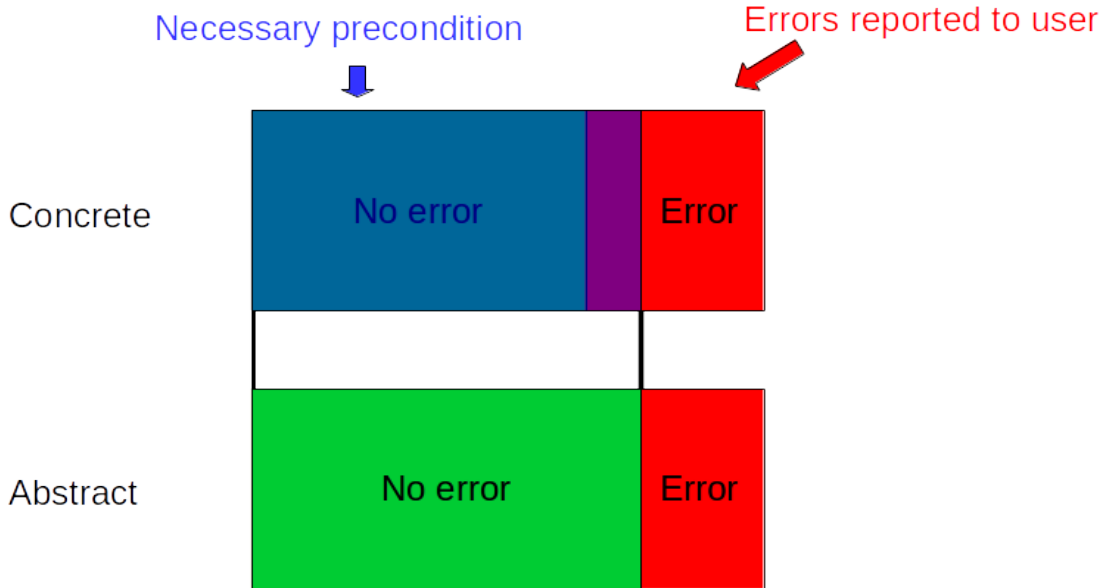 Necessary precondition
Errors reported to user
Concrete
No error
Error
Abstract
No error
Error